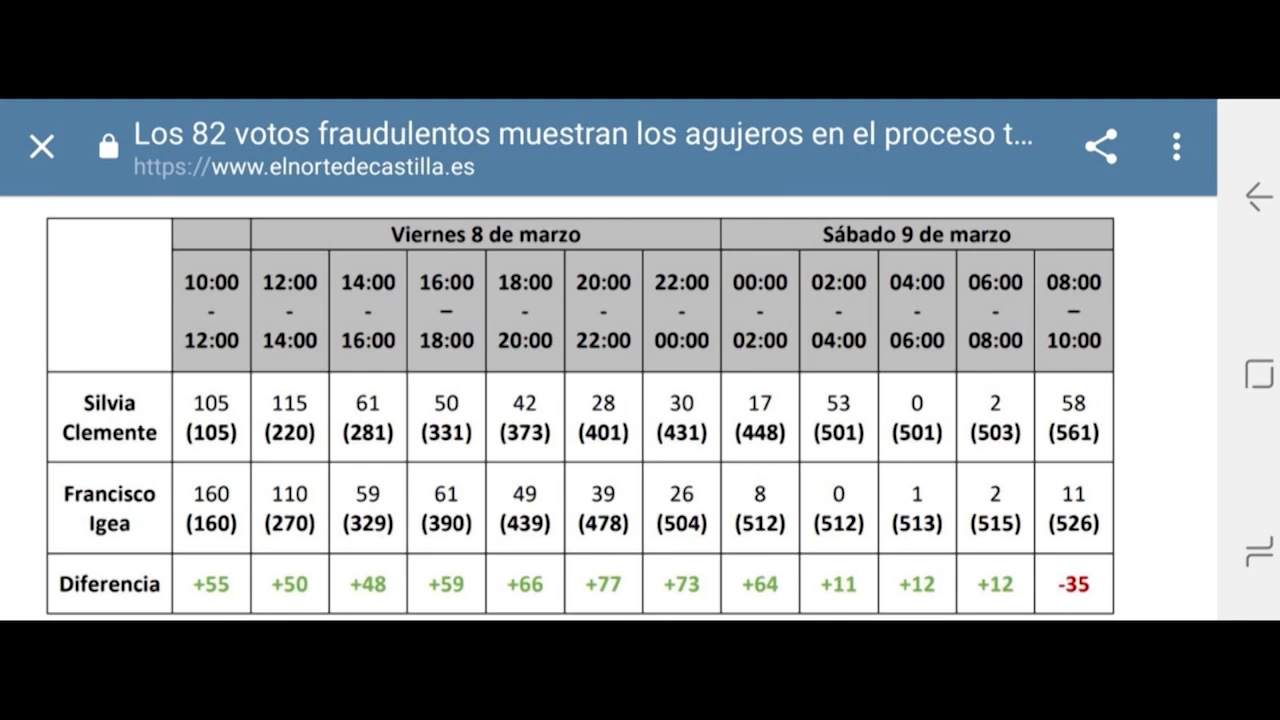 Los 82 votos fraudulentos muestran los agujeros en el proceso t...
https://www.elnortedecastilla.es
Viernes 8 de marzo Sábado 9 de marzo
10:00 12:00 14:00 16:00 18:00 20:00 22:00 00:00 02:00 04:00 06:00 08:00
- - - – - - - - - - - –
12:00 14:00 16:00 18:00 20:00 22:00 00:00 02:00 04:00 06:00 08:00 10:00
Silvia 105 115 61 50 42 28 30 17 53 0 2 58
Clemente (105) (220) (281) (331) (373) (401) (431) (448) (501) (501) (503) (561)
Francisco 160 110 59 61 49 39 26 8 0 1 2 11
Igea (160) (270) (329) (390) (439) (478) (504) (512) (512) (513) (515) (526)
Diferencia +55 +50 +48 +59 +66 +77 +73 +64 +11 +12 +12 -35